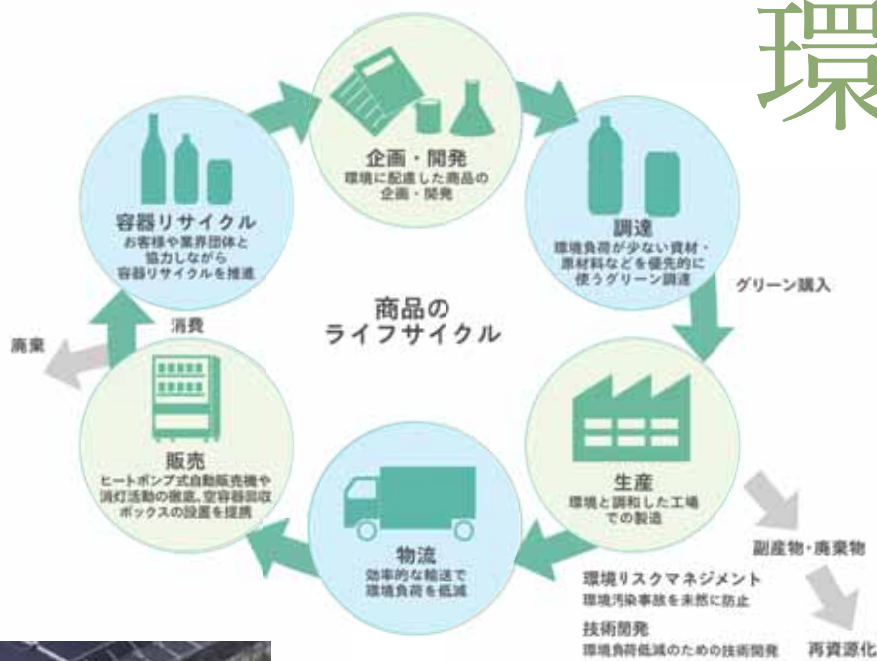 環
企画・開発
環境に配慮した商品の
企画・開発
調達
環境負荷が少ない資材・
原材料などを優先的に
使うグリーン調達
グリーン購入
生産
環境と調和した工場
での製造
副産物・廃棄物
再資源化
環境リスクマネジメント
環境汚染事故を未然に防止
技術開発
環境負荷低減のための技術開発
物流
効率的な輸送で
環境負荷を低減
販売
ヒートポンプ式自動販売機や
消灯活動の徹底、空容器回収
ボックスの設置を提携
廃棄
消費
容器リサイクル
お客様や業界団体と
協力しながら
容器リサイクルを推進
商品の
ライフサイクル